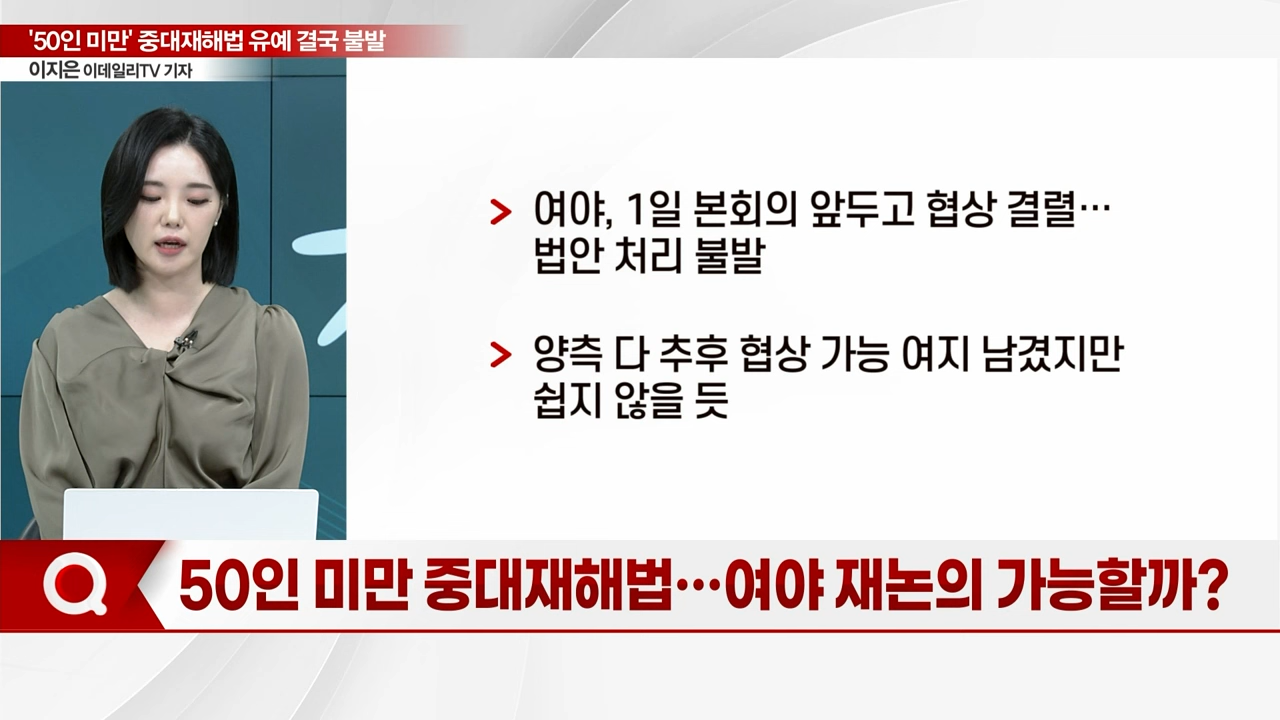 '50인 미만' 중대재해법 유예 결국 불발
이지은 이데일리TV 기자
> 여야, 1일 본회의 앞두고 협상 결렬…
법안 처리 불발
> 양측 다 추후 협상 가능 여지 남겼지만
쉽지 않을 듯
Q 50인 미만 중대재해법…여야 재논의 가능할까?